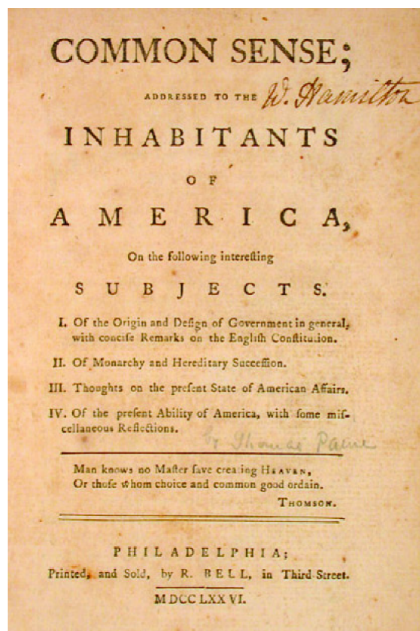 COMMON SENSE;
ADDRESSED TO THE W. Hamilton
INHABITANTS
OF
AMERICA,
On the following intereſting
SUBJECTS.
I. Of the Origin and Deſign of Government in general,
with conciſe Remarks on the Engliſh Conſtitution.
II. Of Monarchy and Hereditary Succeſſion.
III. Thoughts on the preſent State of American Affairs.
IV. Of the preſent Ability of America, with ſome miſ-
cellaneous Reflections.
by Thomas Paine
Man knows no Maſter ſave creating HEAVEN,
Or thoſe whom choice and common good ordain.
THOMSON.
PHILADELPHIA;
Printed, and Sold, by R. BELL, in Third-Street.
MDCCLXXVI.